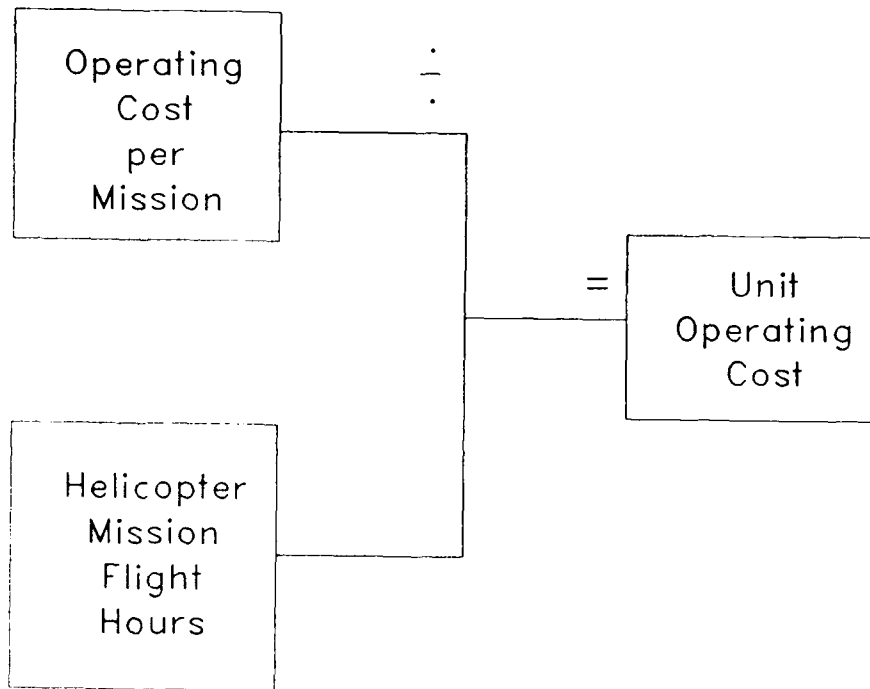 Operating
Cost
per
Mission
÷
=
Unit
Operating
Cost
Helicopter
Mission
Flight
Hours